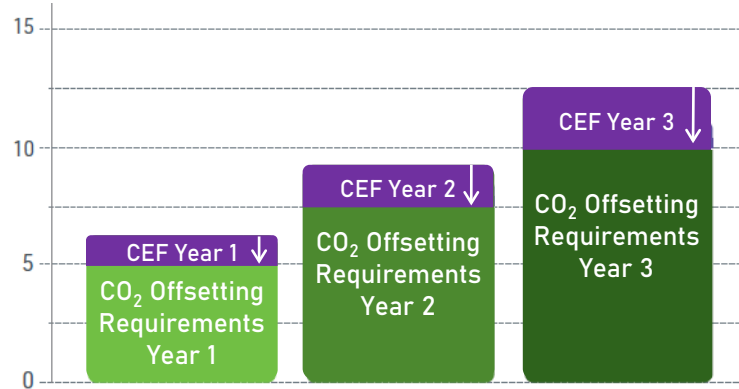 15
10
5
0
CEF Year 1
CO₂ Offsetting
Requirements
Year 1
CEF Year 2
CO₂ Offsetting
Requirements
Year 2
CEF Year 3
CO₂ Offsetting
Requirements
Year 3